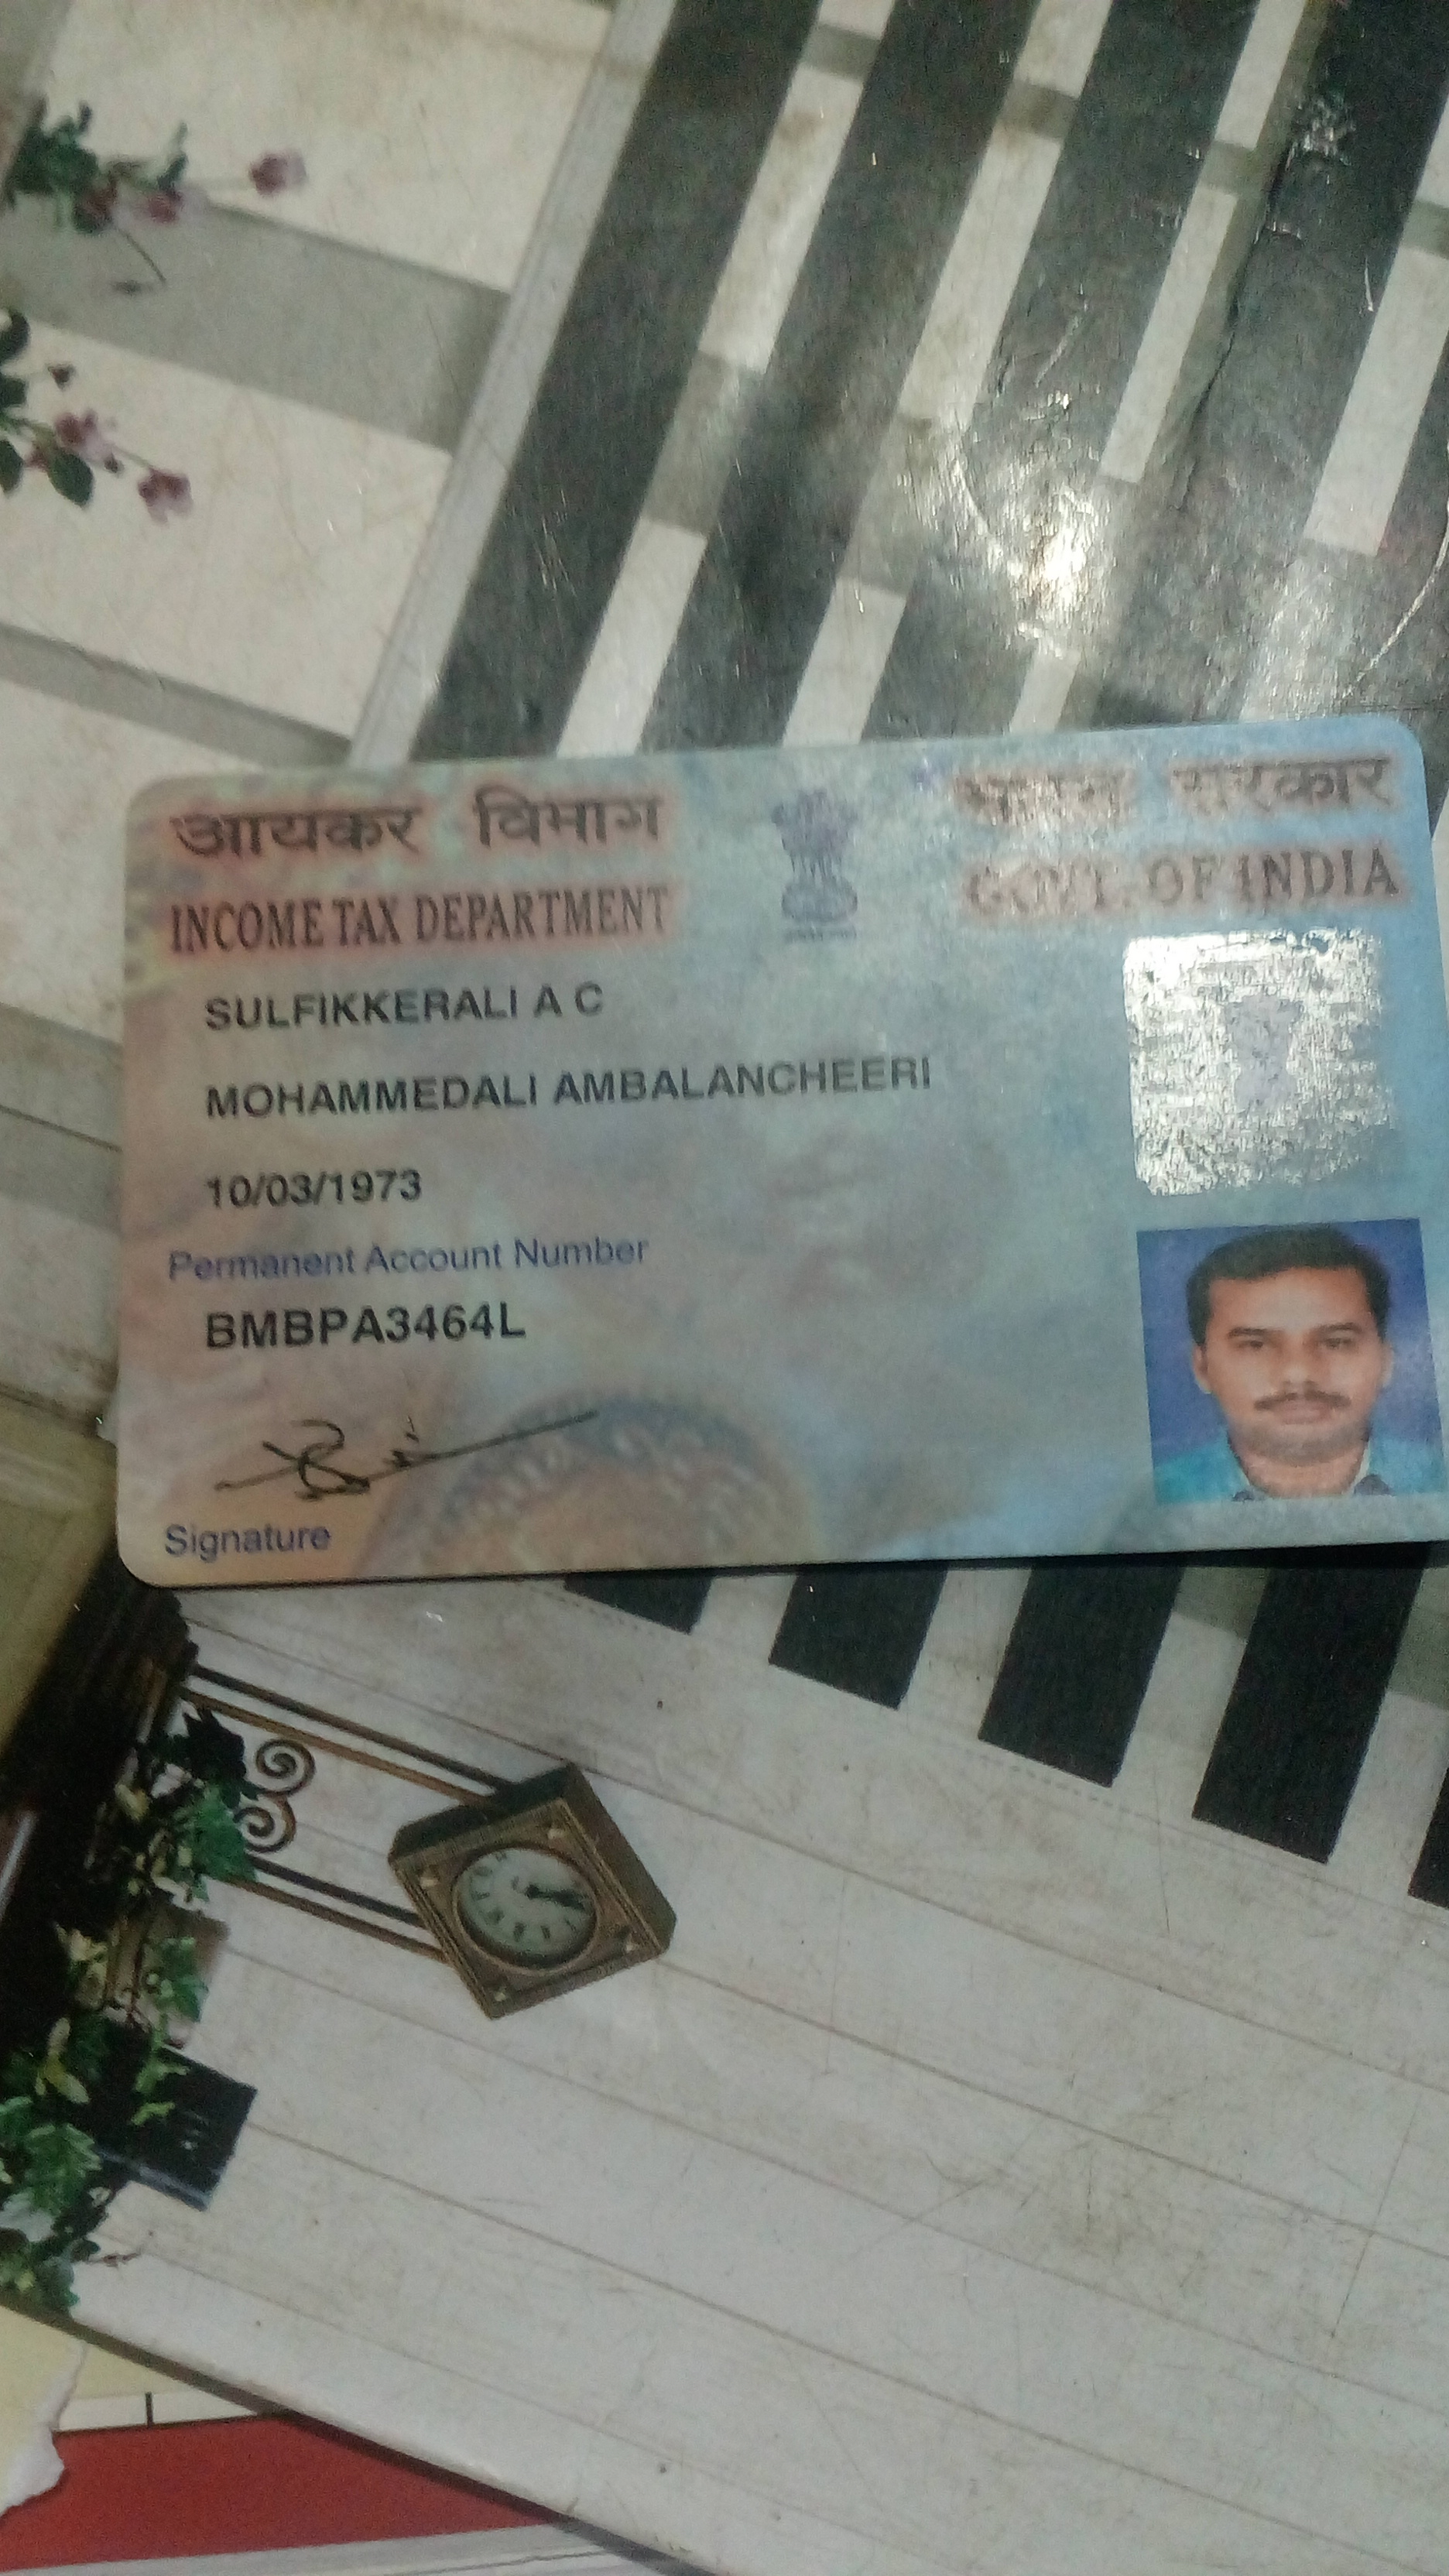 आयकर विभाग
INCOME TAX DEPARTMENT
भारत सरकार
GOVT. OF INDIA
SULFIKKERALI A C
MOHAMMEDALI AMBALANCHEERI
10/03/1973
Permanent Account Number
BMBPA3464L
Signature